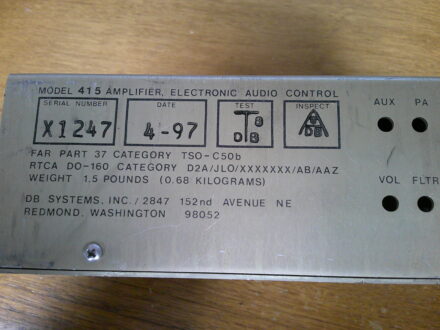 MODEL 415 AMPLIFIER, ELECTRONIC AUDIO CONTROL
SERIAL NUMBER DATE TEST INSPECT
X1247 4-97 T B DB DB
FAR PART 37 CATEGORY TSO-C50b
RTCA DO-160 CATEGORY D2A/JLO/XXXXXXX/AB/AAZ
WEIGHT 1.5 POUNDS (0.68 KILOGRAMS)
DB SYSTEMS, INC./2847 152nd AVENUE NE
REDMOND, WASHINGTON 98052
AUX PA
VOL FLTR